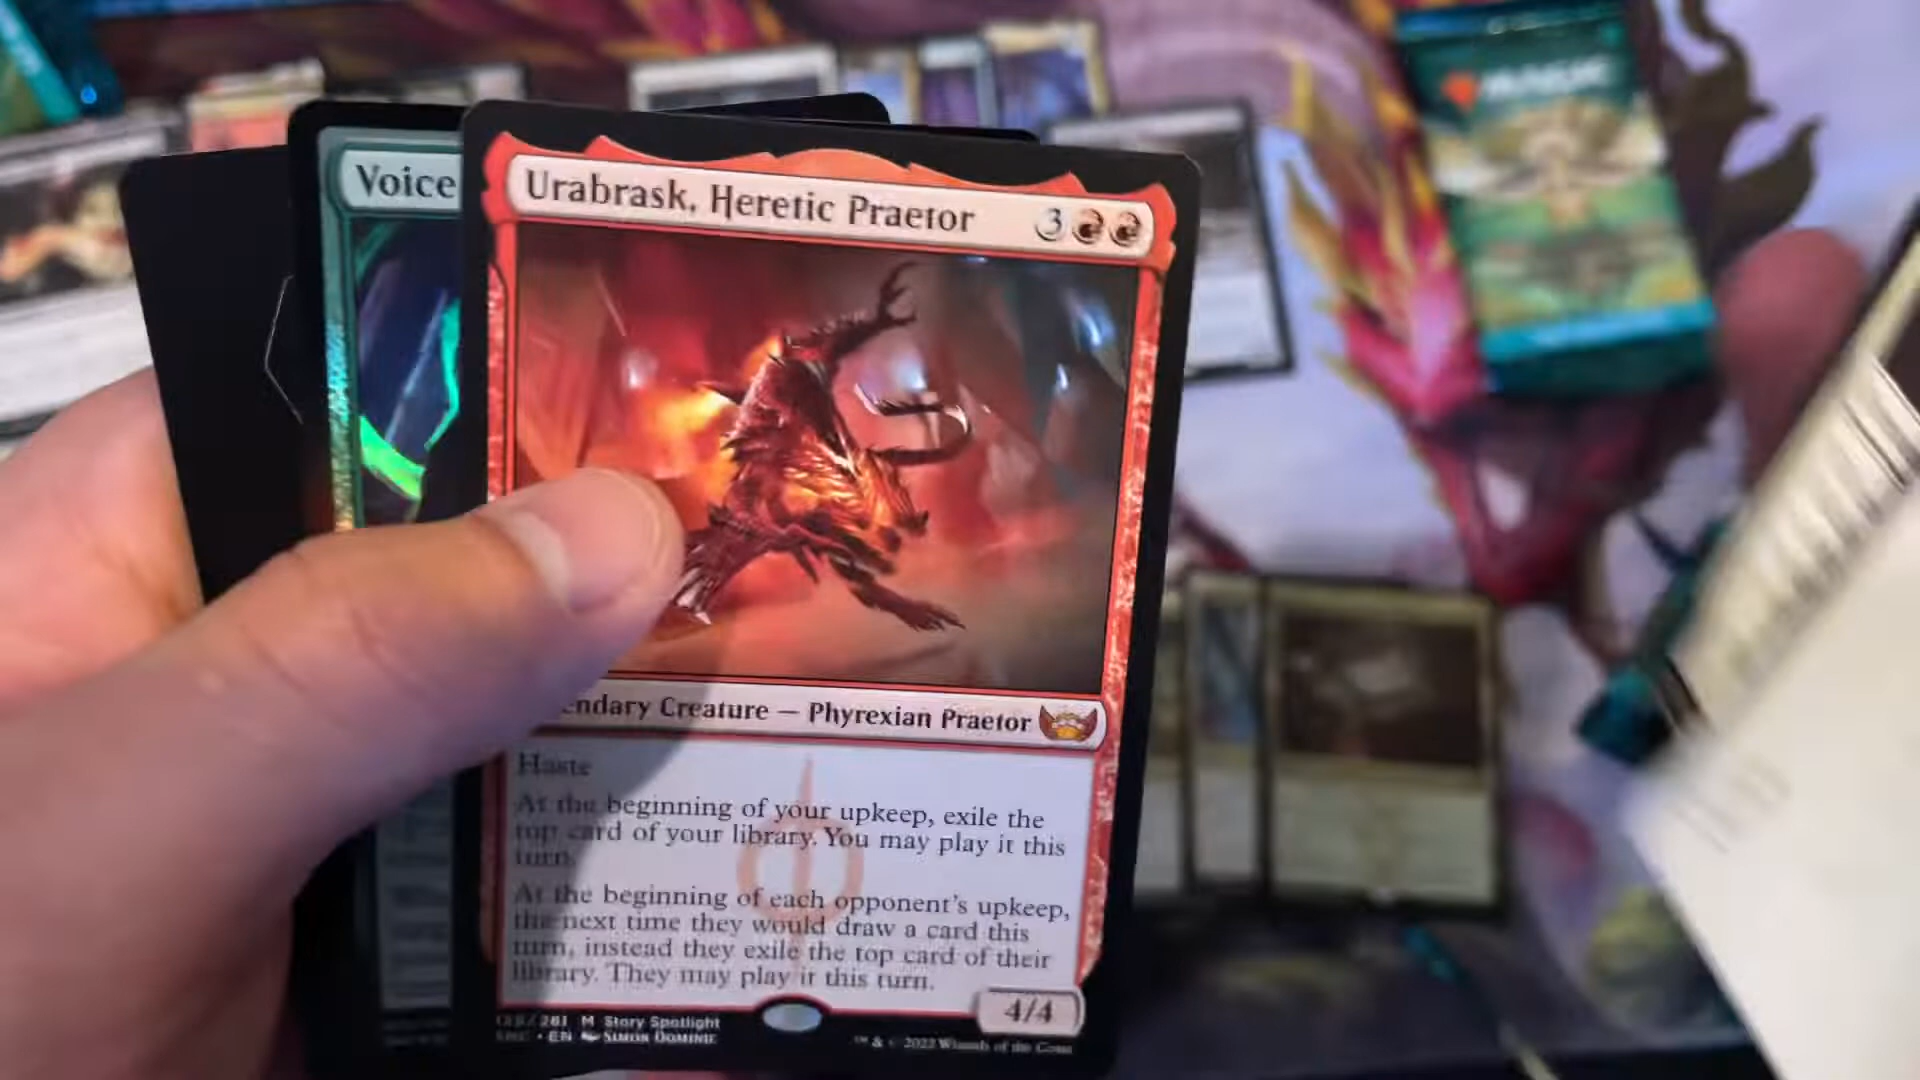 MAGIC
Voice
Urabrask, Heretic Praetor
3
endary Creature — Phyrexian Praetor
Haste
At the beginning of your upkeep, exile the
top card of your library. You may play it this
turn.
At the beginning of each opponent's upkeep,
the next time they would draw a card this
turn, instead they exile the top card of their
library. They may play it this turn.
4/4
281 M Story Spotlight
SNC • EN Simon Dominic
™ & © 2022 Wizards of the Coast